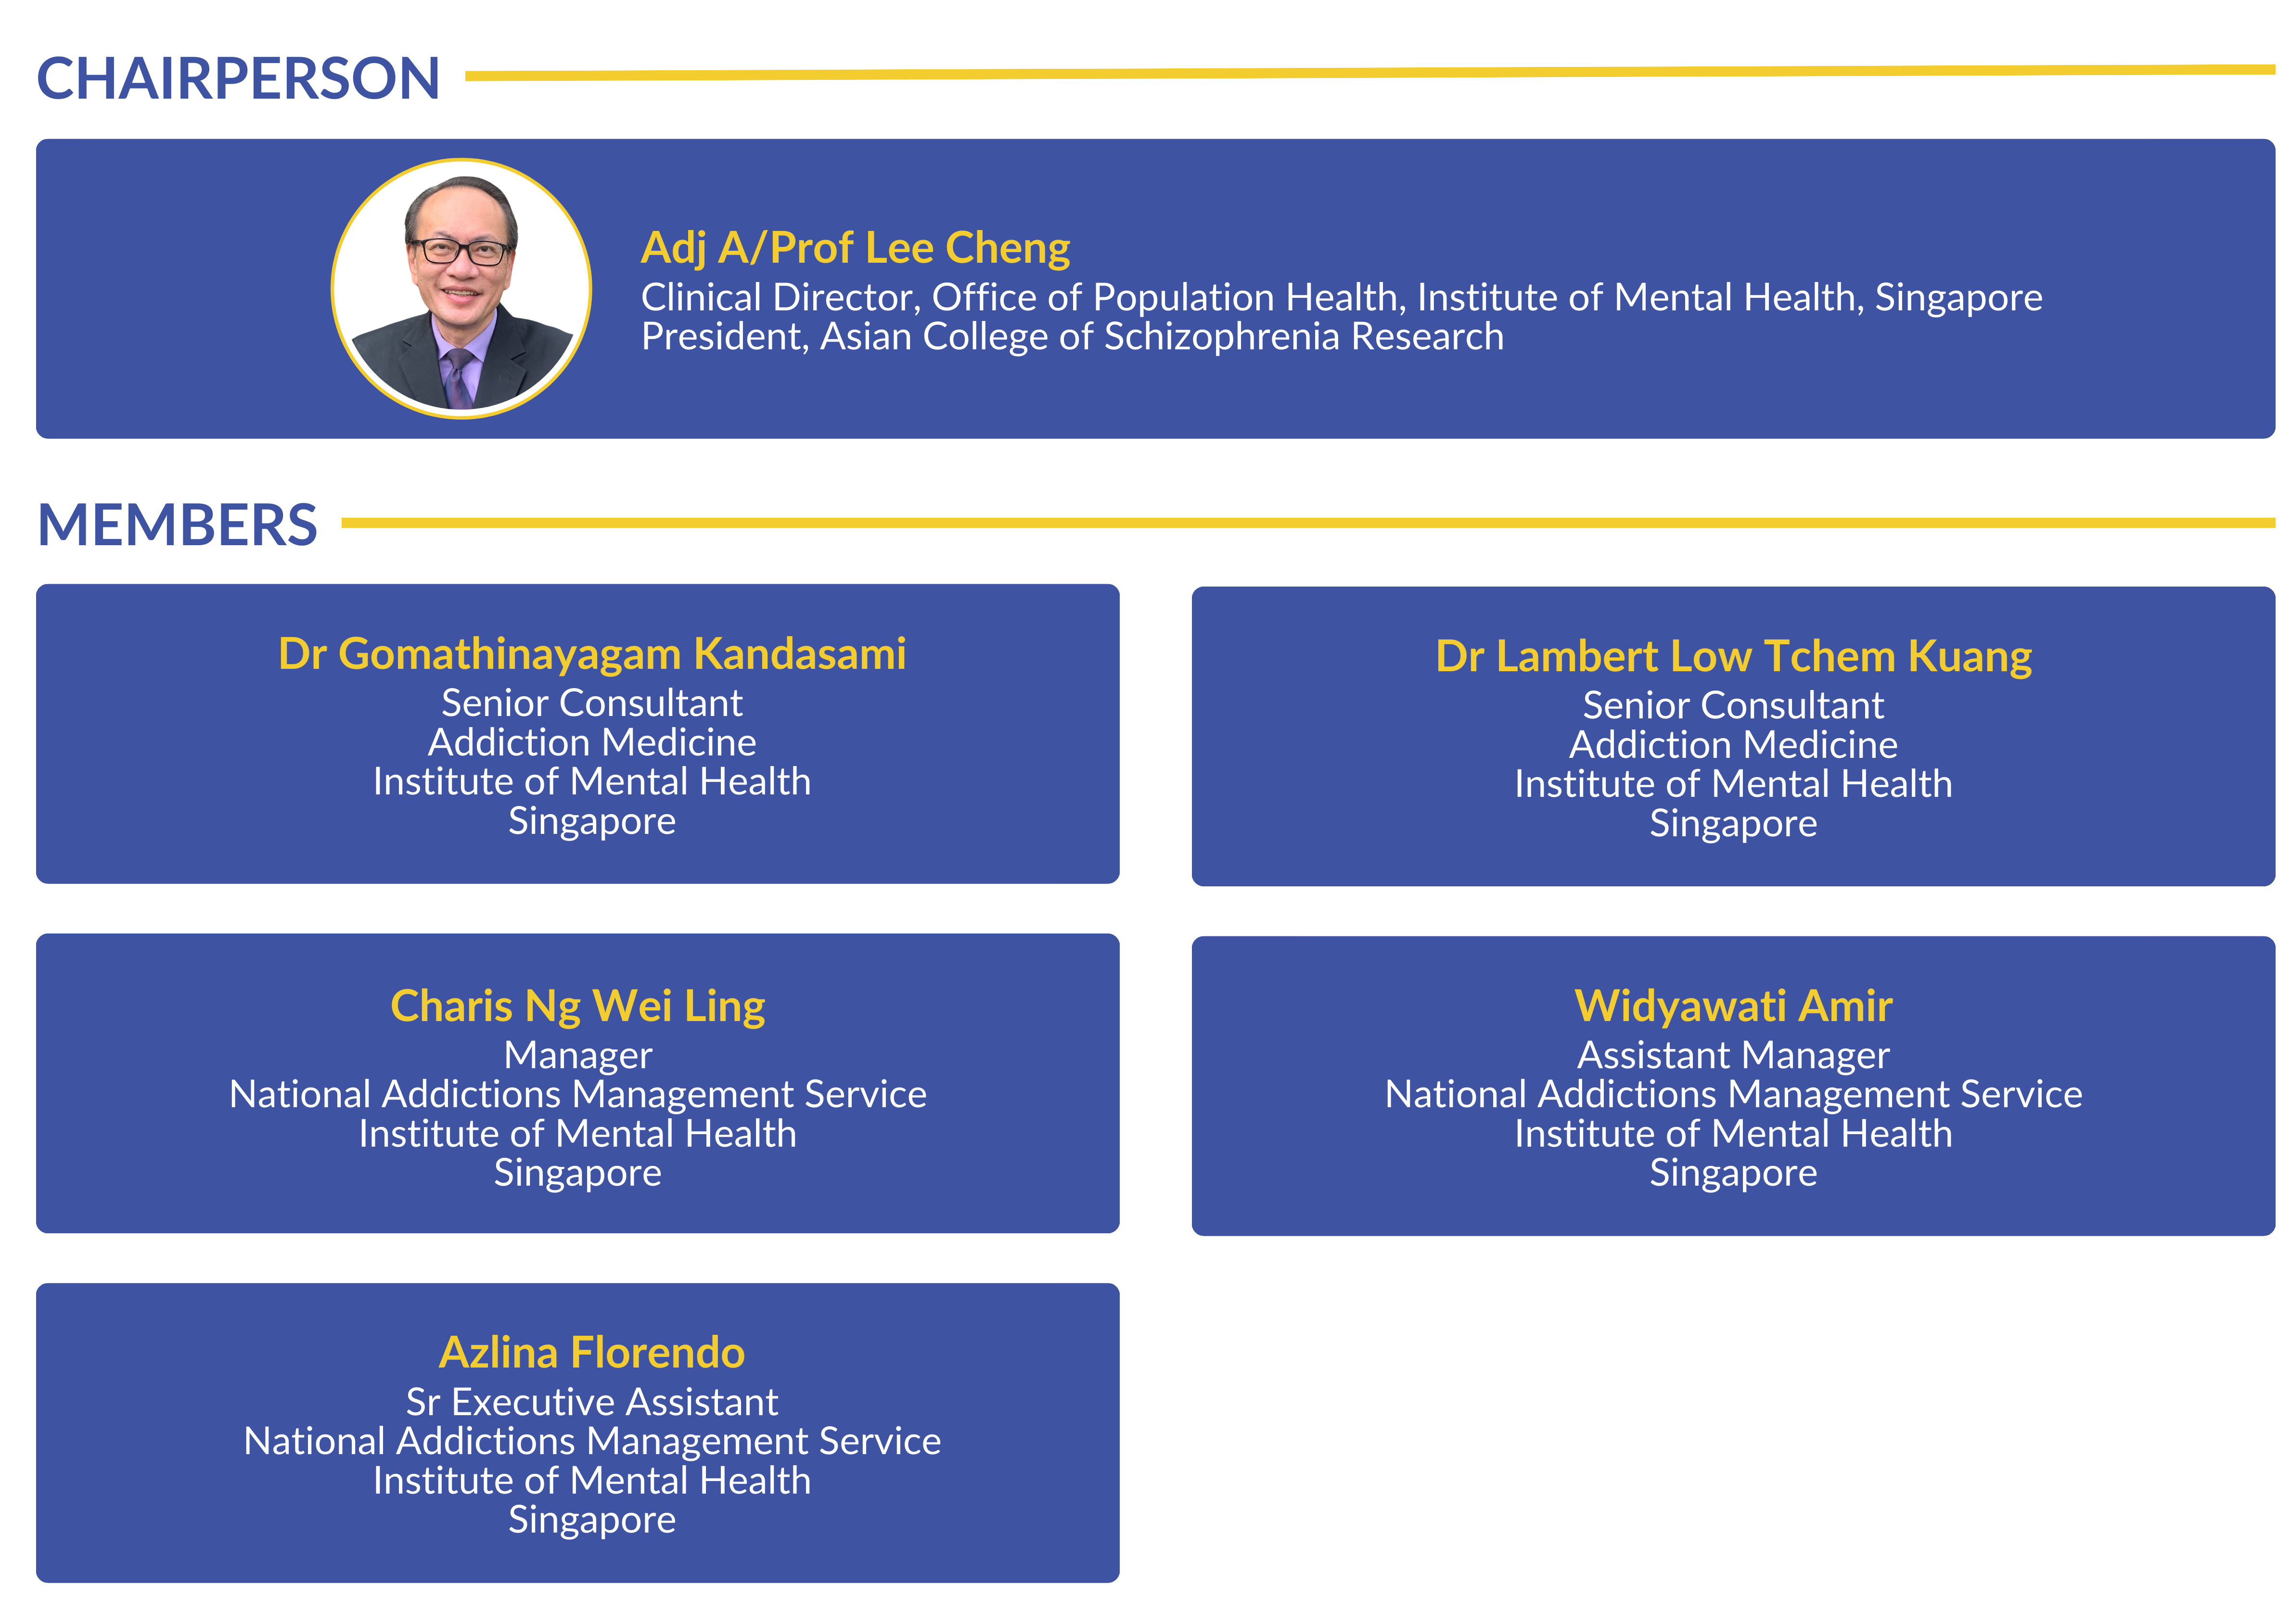 CHAIRPERSON
Adj A/Prof Lee Cheng
Clinical Director, Office of Population Health, Institute of Mental Health, Singapore
President, Asian College of Schizophrenia Research
MEMBERS
Dr Gomathinayagam Kandasami
Senior Consultant
Addiction Medicine
Institute of Mental Health
Singapore
Dr Lambert Low Tchem Kuang
Senior Consultant
Addiction Medicine
Institute of Mental Health
Singapore
Charis Ng Wei Ling
Manager
National Addictions Management Service
Institute of Mental Health
Singapore
Widyawati Amir
Assistant Manager
National Addictions Management Service
Institute of Mental Health
Singapore
Azlina Florendo
Sr Executive Assistant
National Addictions Management Service
Institute of Mental Health
Singapore